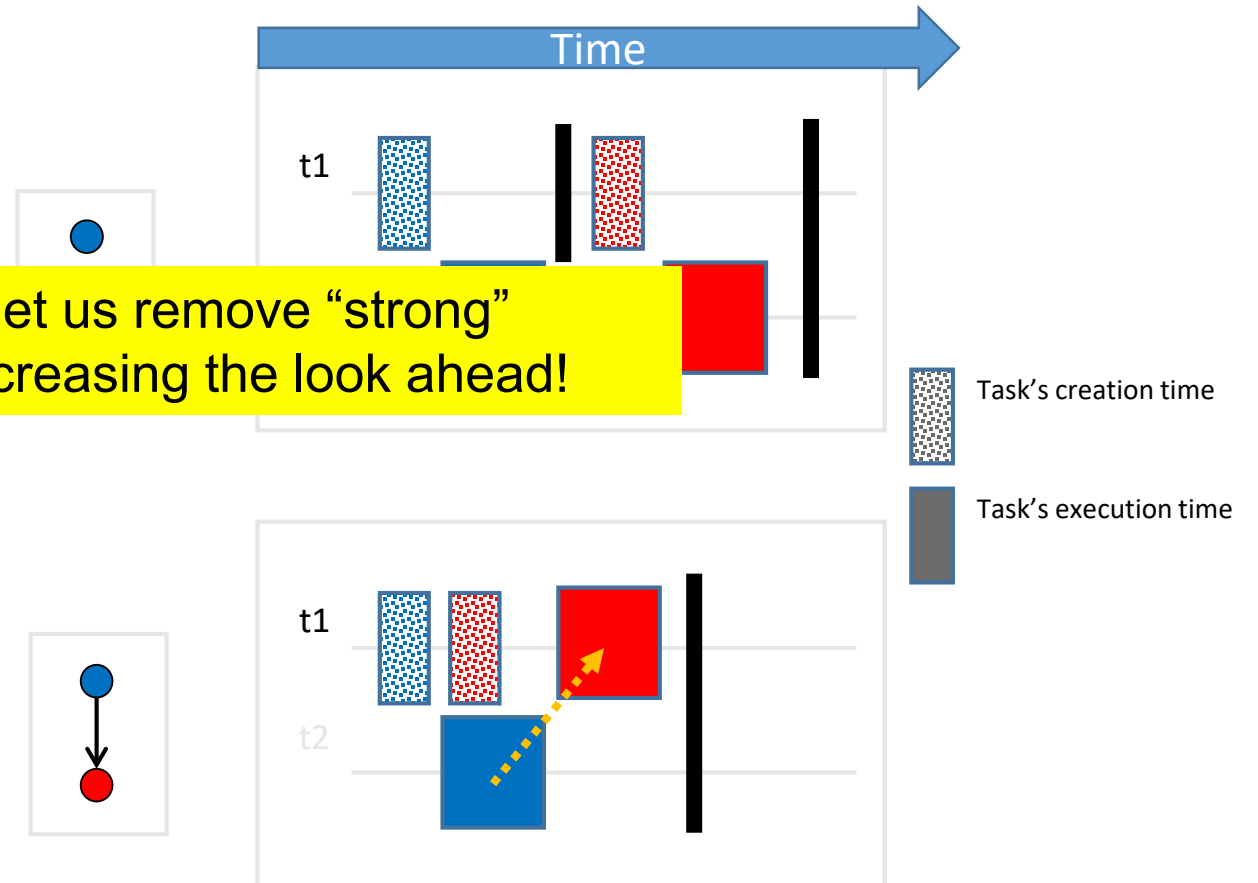 Time
t1
et us remove “strong”
creasing the look ahead!
Task’s creation time
Task’s execution time
t1
t2